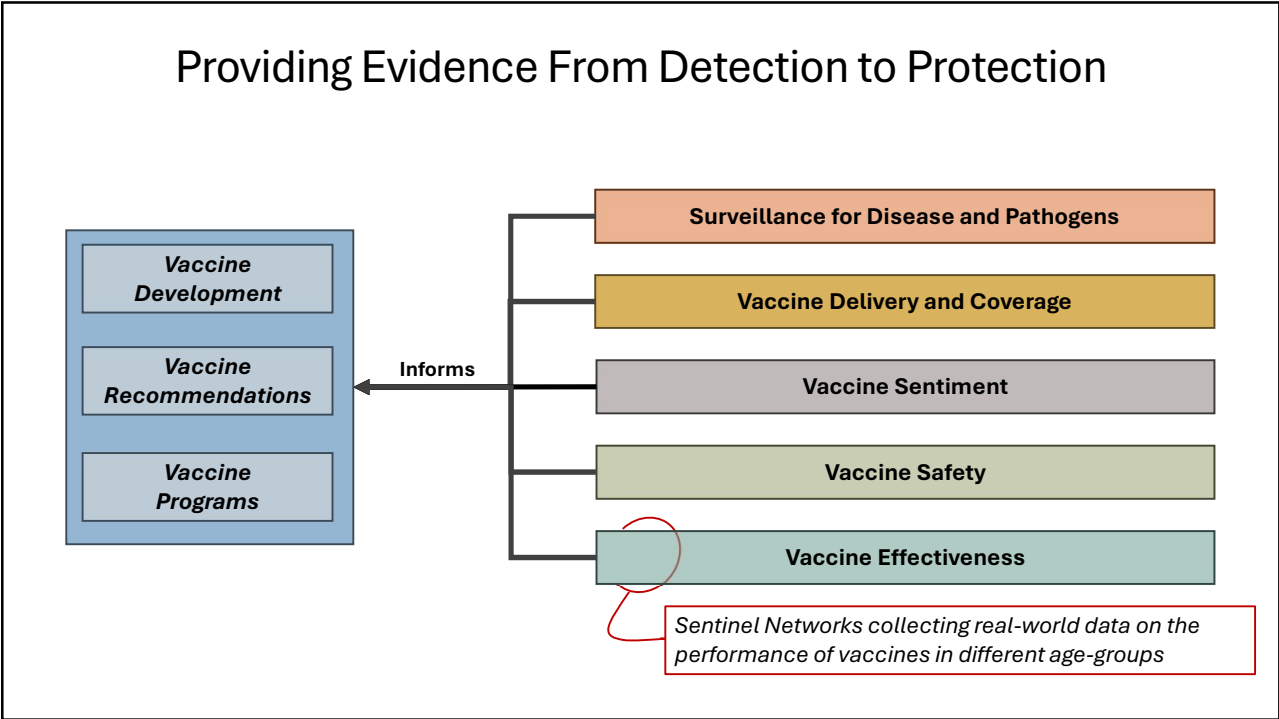 Providing Evidence From Detection to Protection
Vaccine
Development
Vaccine
Recommendations
Vaccine
Programs
Informs
Surveillance for Disease and Pathogens
Vaccine Delivery and Coverage
Vaccine Sentiment
Vaccine Safety
Vaccine Effectiveness
Sentinel Networks collecting real-world data on the
performance of vaccines in different age-groups